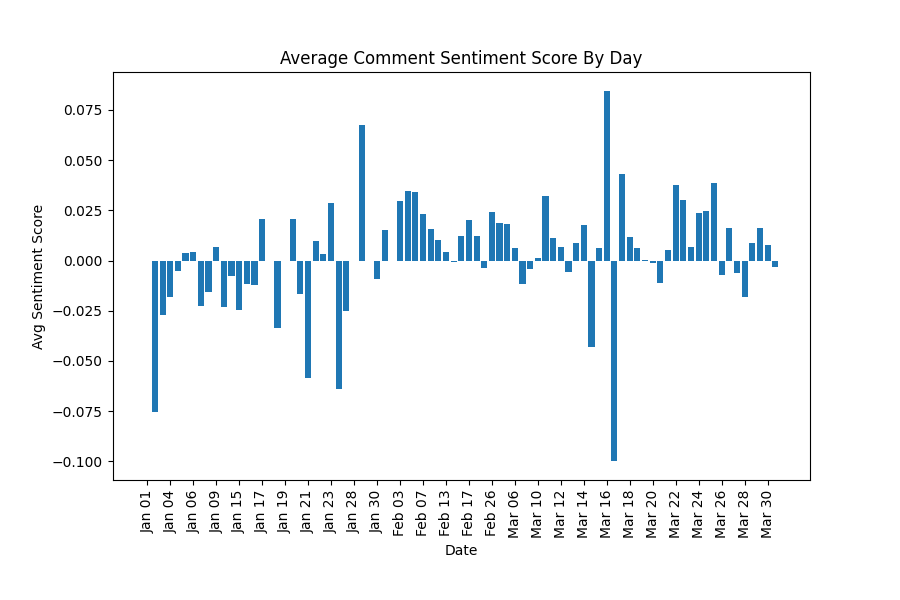 Average Comment Sentiment Score By Day
Avg Sentiment Score
0.075
0.050
0.025
0.000
−0.025
−0.050
−0.075
−0.100
Jan 01
Jan 04
Jan 06
Jan 09
Jan 15
Jan 17
Jan 19
Jan 21
Jan 23
Jan 28
Jan 30
Feb 03
Feb 07
Feb 13
Feb 17
Feb 26
Mar 06
Mar 10
Mar 12
Mar 14
Mar 16
Mar 18
Mar 20
Mar 22
Mar 24
Mar 26
Mar 28
Mar 30
Date